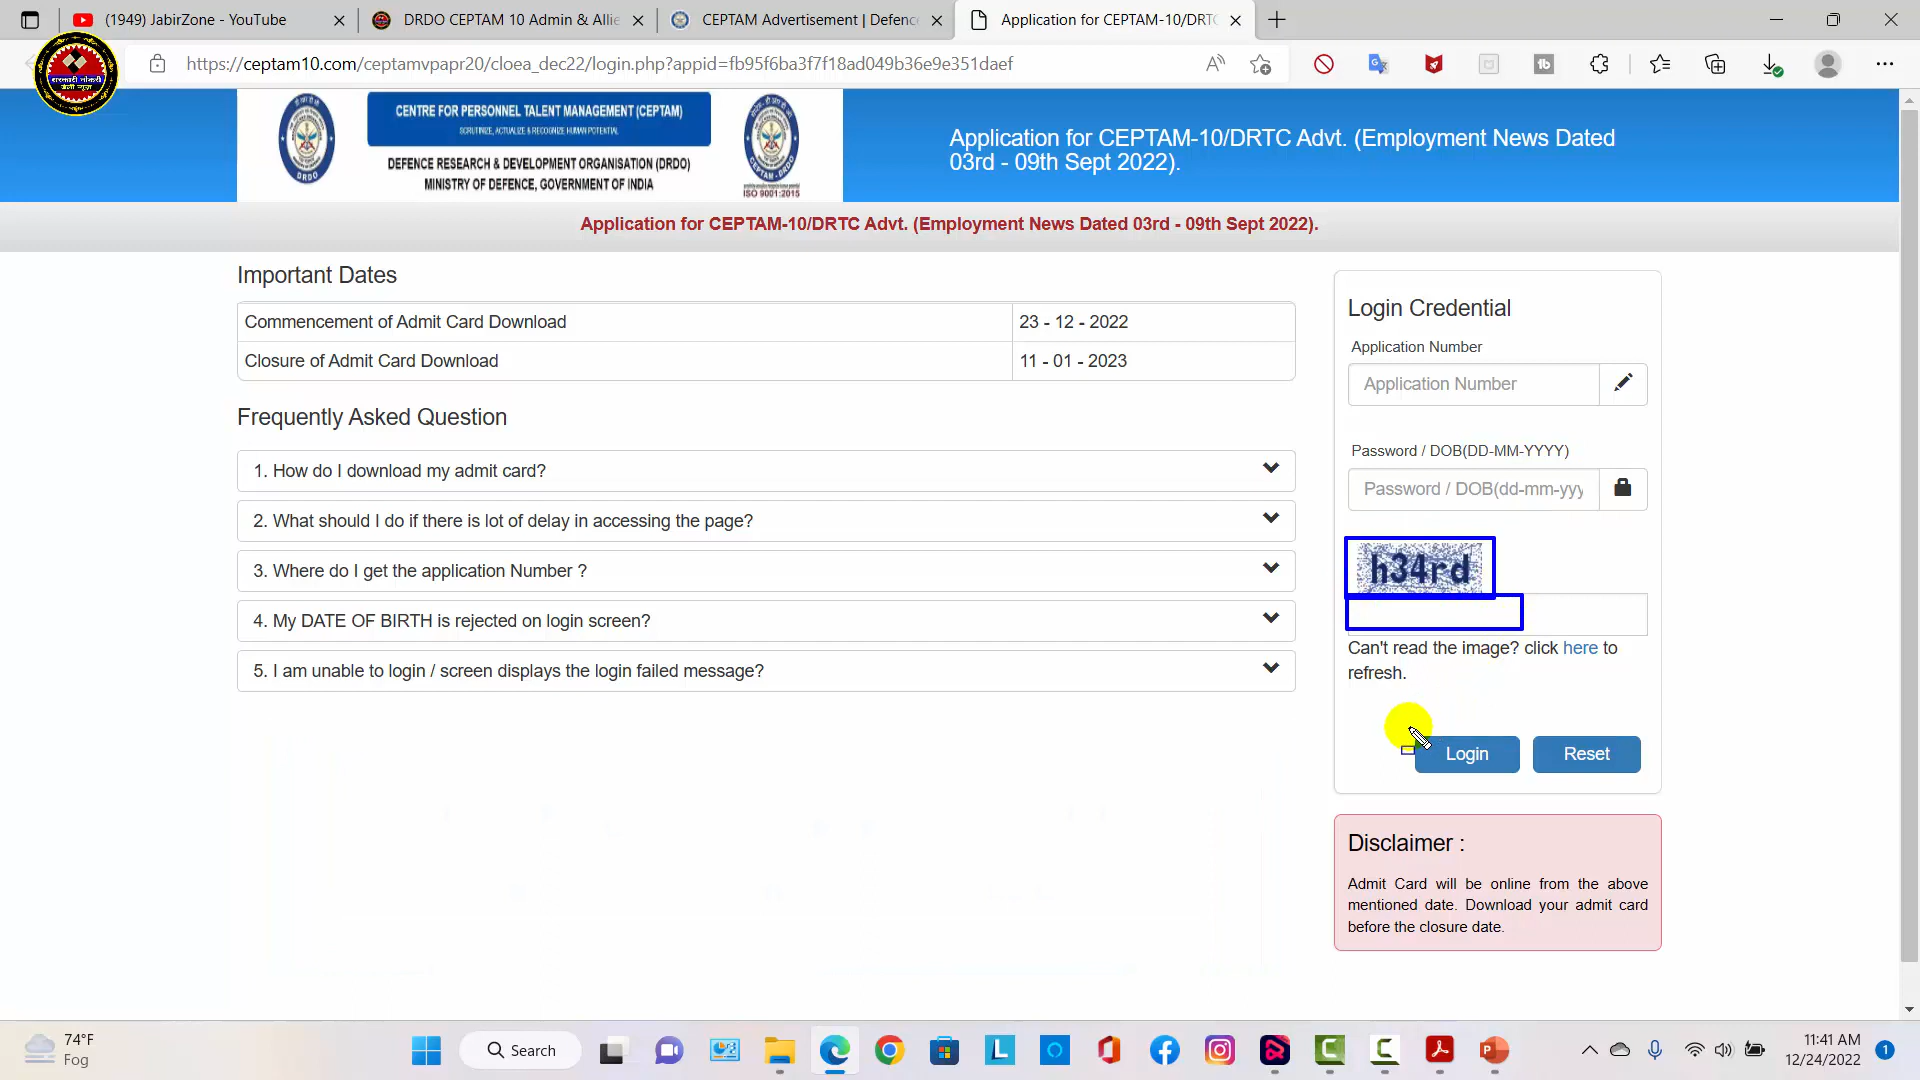 (1949) JabirZone - YouTube
DRDO CEPTAM 10 Admin & Allie
CEPTAM Advertisement | Defenc
Application for CEPTAM-10/DRTC
https://ceptam10.com/ceptamvpapr20/cloea_dec22/login.php?appid=fb95f6ba3f7f18ad049b36e9e351daef
सरकारी नोकरी
CENTRE FOR PERSONNEL TALENT MANAGEMENT (CEPTAM)
SCRUTINIZE, ACTUALIZE & RECOGNIZE HUMAN POTENTIAL
DEFENCE RESEARCH & DEVELOPMENT ORGANISATION (DRDO)
MINISTRY OF DEFENCE, GOVERNMENT OF INDIA
DRDO
ISO 9001:2015
Application for CEPTAM-10/DRTC Advt. (Employment News Dated
03rd - 09th Sept 2022).
Application for CEPTAM-10/DRTC Advt. (Employment News Dated 03rd - 09th Sept 2022).
Important Dates
Commencement of Admit Card Download 23 - 12 - 2022
Closure of Admit Card Download 11 - 01 - 2023
Frequently Asked Question
1. How do I download my admit card?
2. What should I do if there is lot of delay in accessing the page?
3. Where do I get the application Number ?
4. My DATE OF BIRTH is rejected on login screen?
5. I am unable to login / screen displays the login failed message?
Login Credential
Application Number
Application Number
Password / DOB(DD-MM-YYYY)
Password / DOB(dd-mm-yyy
h34rd
Can't read the image? click here to
refresh.
Login
Reset
Disclaimer :
Admit Card will be online from the above
mentioned date. Download your admit card
before the closure date.
74°F
Fog
Search
11:41 AM
12/24/2022
1